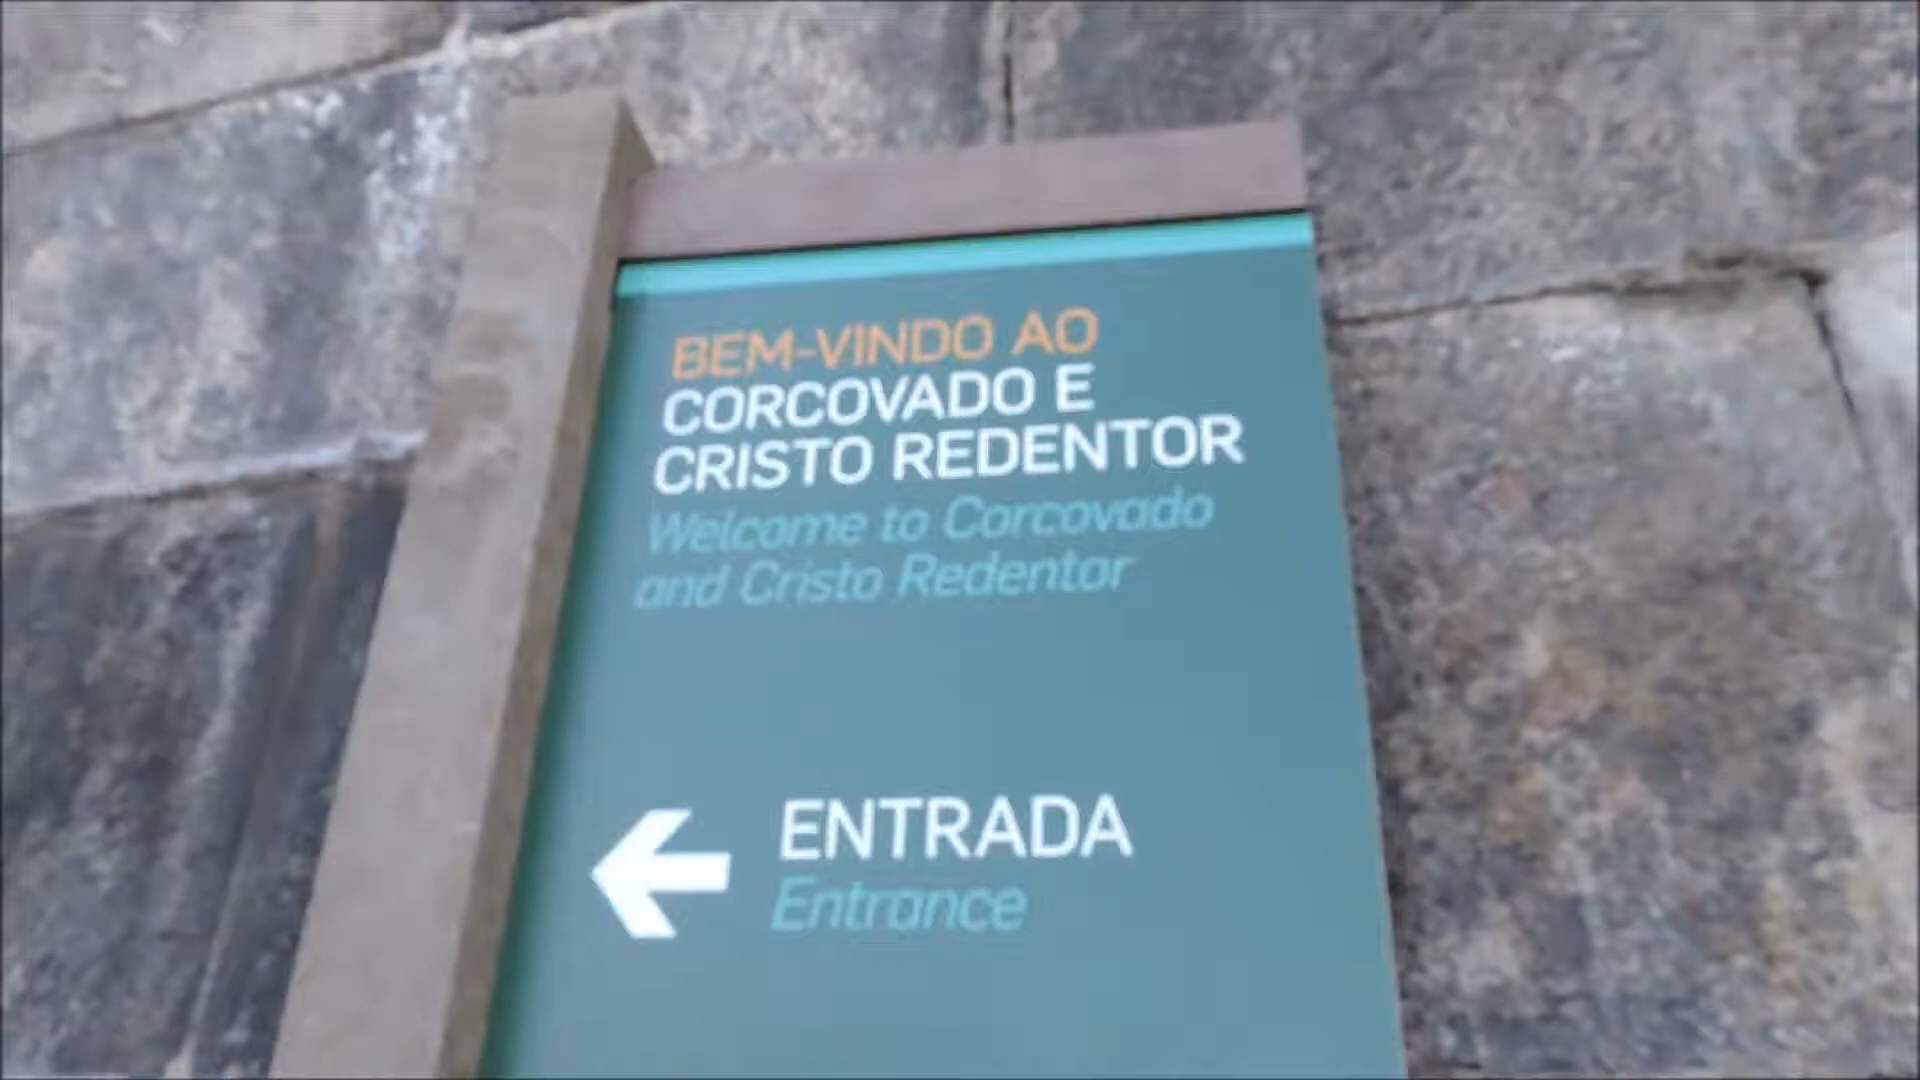 BEM-VINDO AO
CORCOVADO E
CRISTO REDENTOR
Welcome to Corcovado
and Cristo Redentor
ENTRADA
Entrance